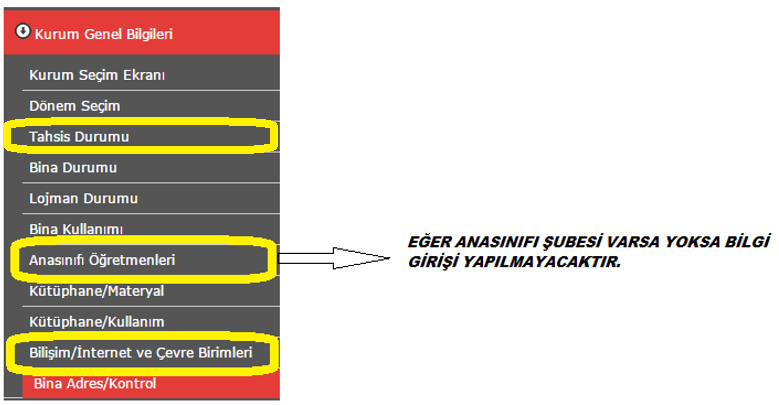 Kurum Genel Bilgileri
Kurum Seçim Ekranı
Dönem Seçim
Tahsis Durumu
Bina Durumu
Lojman Durumu
Bina Kullanımı
Anasınıfı Öğretmenleri
EĞER ANASINIFI ŞUBESİ VARSA YOKSA BİLGİ
GİRİŞİ YAPILMAYACAKTIR.
Kütüphane/Materyal
Kütüphane/Kullanım
Bilişim/İnternet ve Çevre Birimleri
Bina Adres/Kontrol